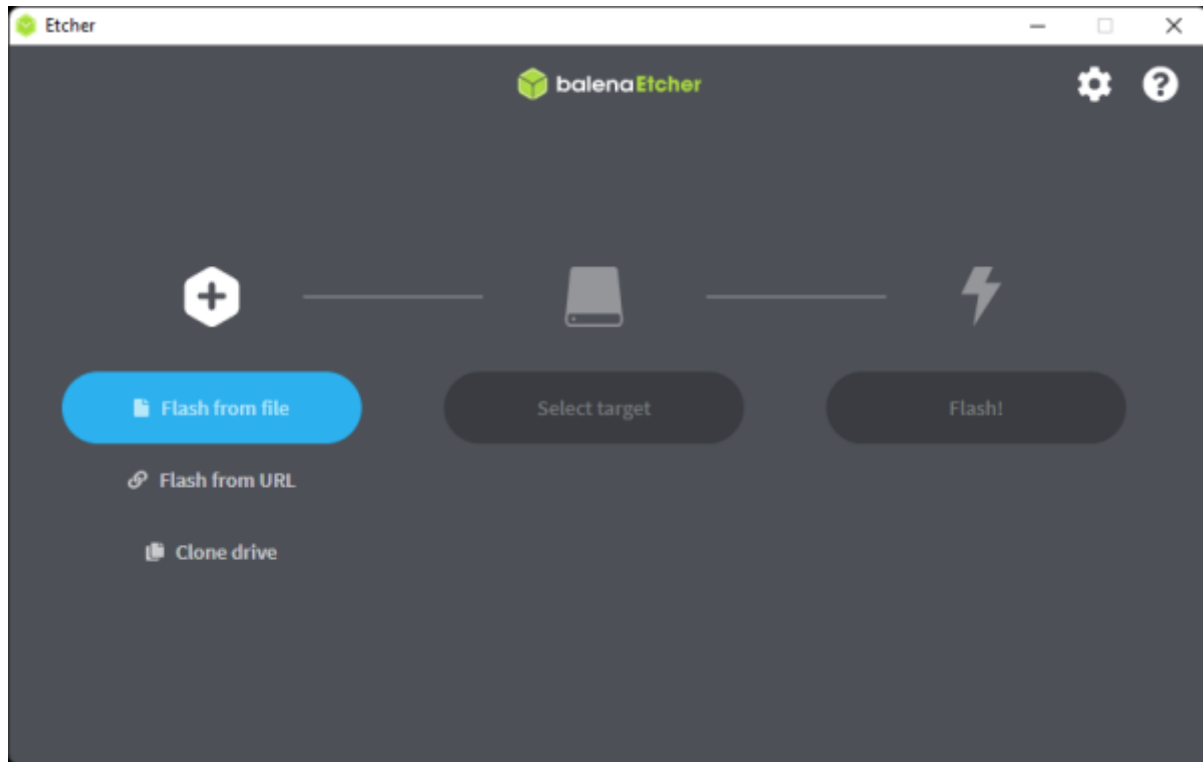 Etcher
balenaEtcher
Flash from file
Select target
Flash!
Flash from URL
Clone drive